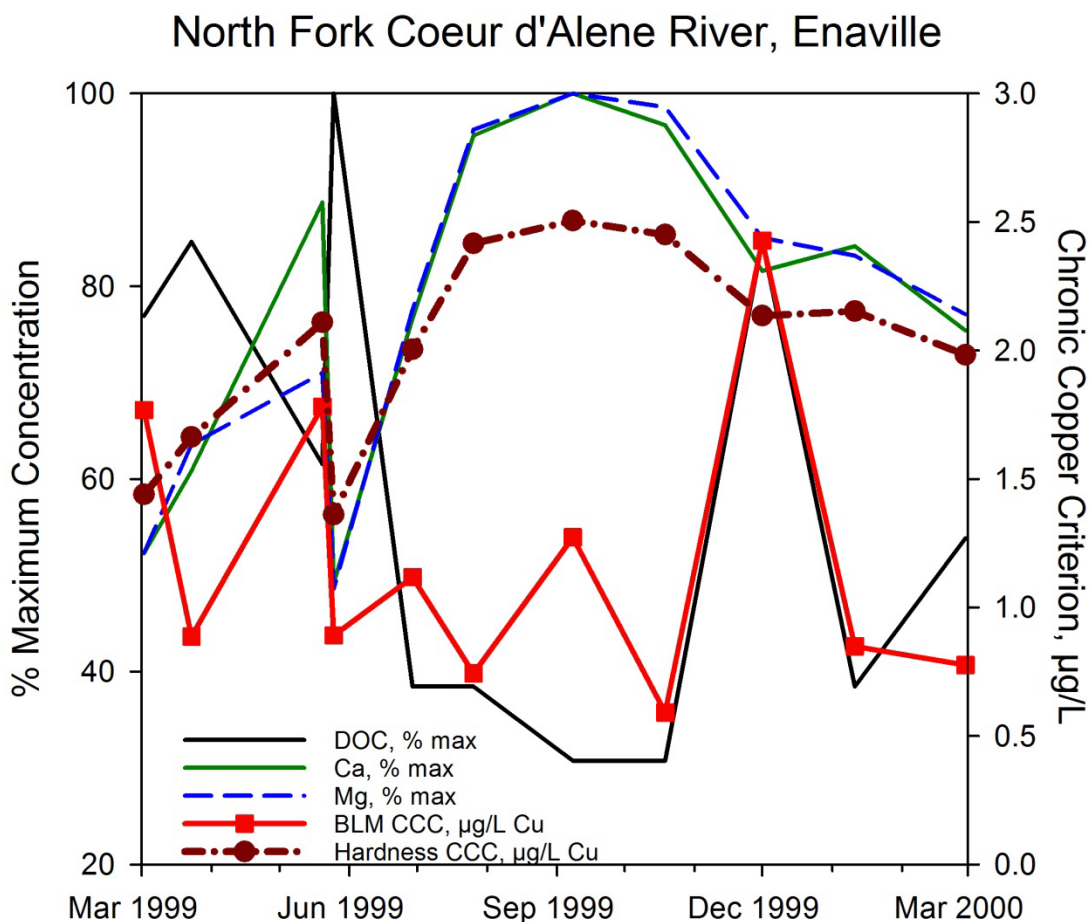 North Fork Coeur d'Alene River, Enaville
% Maximum Concentration
100
80
60
40
20
3.0
2.5
2.0
1.5
1.0
0.5
0.0
Chronic Copper Criterion, µg/L
DOC, % max
Ca, % max
Mg, % max
BLM CCC, µg/L Cu
Hardness CCC, µg/L Cu
Mar 1999 Jun 1999 Sep 1999 Dec 1999 Mar 2000